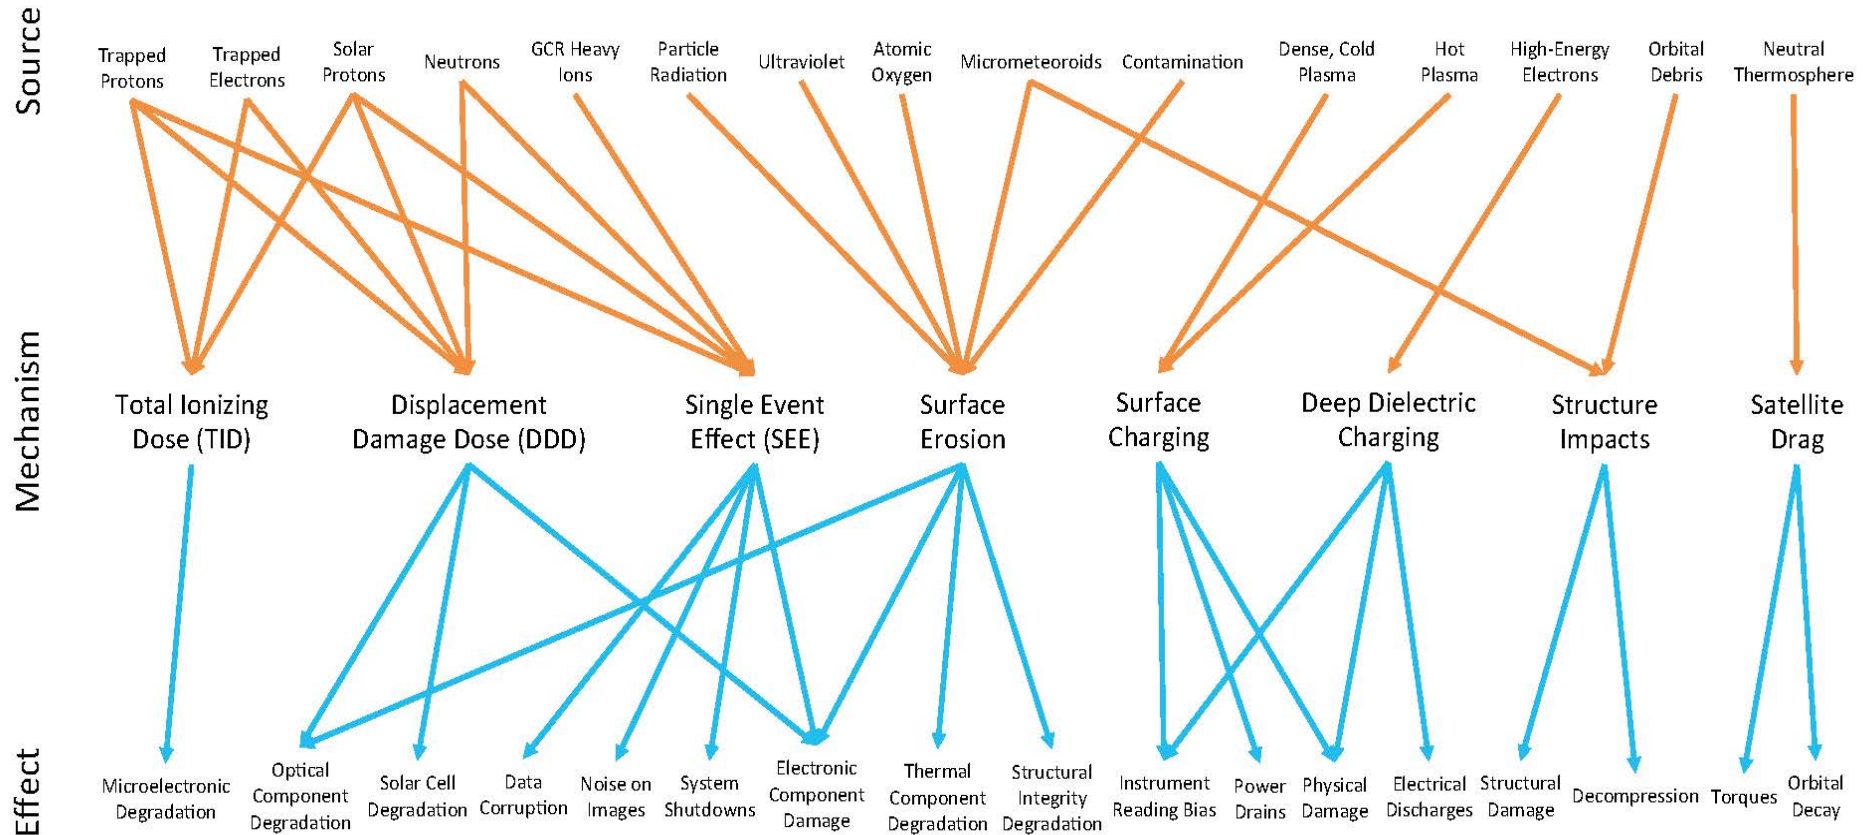 Source
Trapped
Protons
Trapped
Electrons
Solar
Protons
Neutrons
GCR Heavy
Ions
Particle
Radiation
Ultraviolet
Atomic
Oxygen
Micrometeoroids
Contamination
Dense, Cold
Plasma
Hot
Plasma
High-Energy
Electrons
Orbital
Debris
Neutral
Thermosphere
Mechanism
Total Ionizing
Dose (TID)
Displacement
Damage Dose (DDD)
Single Event
Effect (SEE)
Surface
Erosion
Surface
Charging
Deep Dielectric
Charging
Structure
Impacts
Satellite
Drag
Effect
Microelectronic
Degradation
Optical
Component
Degradation
Solar Cell
Degradation
Data
Corruption
Noise on
Images
System
Shutdowns
Electronic
Component
Damage
Thermal
Component
Degradation
Structural
Integrity
Degradation
Instrument
Reading Bias
Power
Drains
Physical
Damage
Electrical
Discharges
Structural
Damage
Decompression
Torques
Orbital
Decay